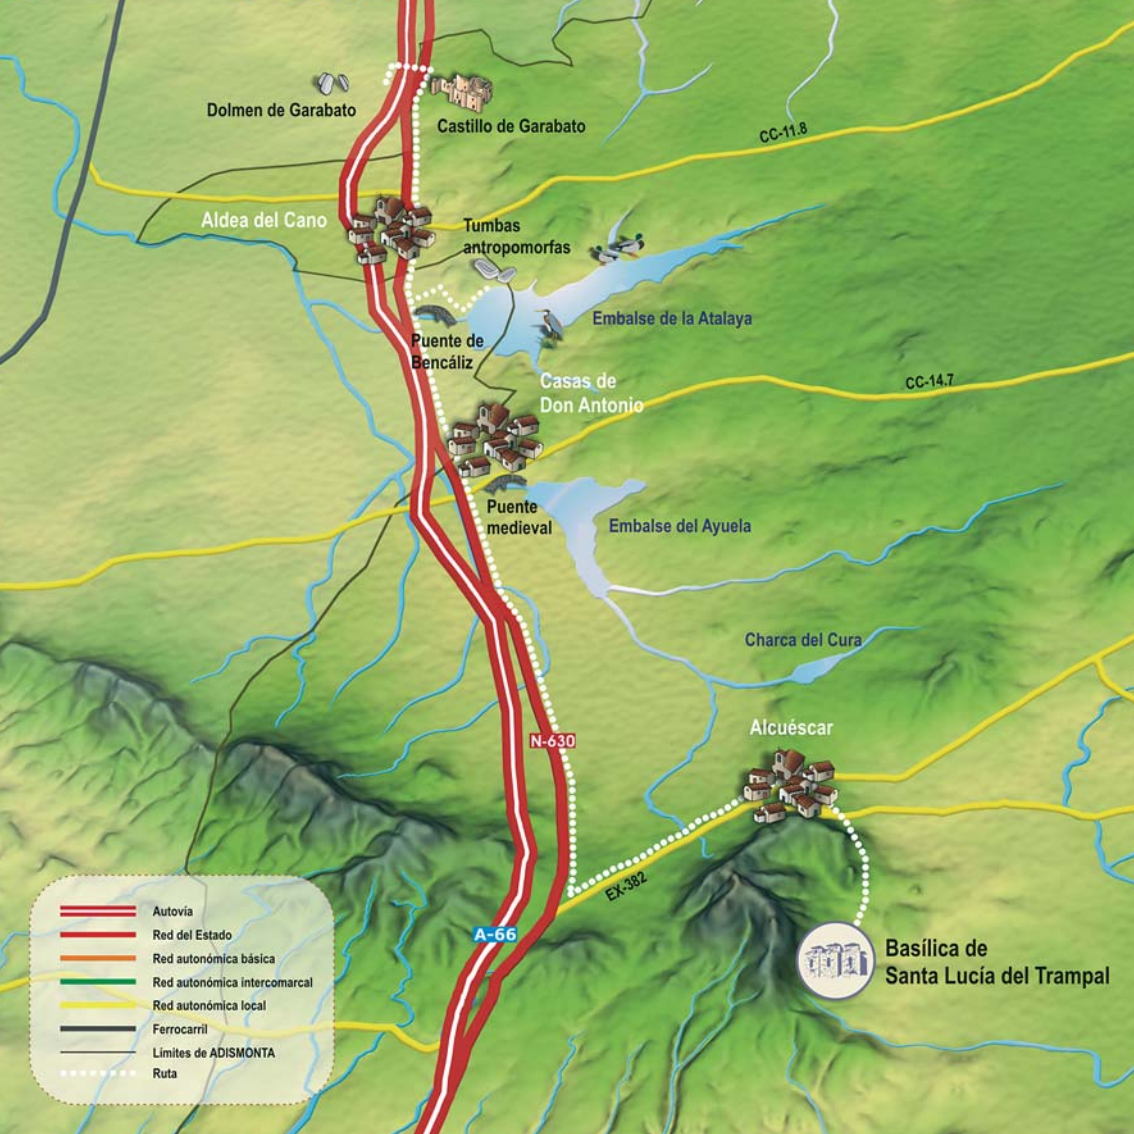 Dolmen de Garabato
Castillo de Garabato
CC-11.8
Aldea del Cano
Tumbas
antropomorfas
Embalse de la Atalaya
Puente de
Bencáliz
Casas de
Don Antonio
CC-14.7
Puente
medieval
Embalse del Ayuela
Charca del Cura
Alcuéscar
N-630
EX-382
A-66
Basílica de
Santa Lucía del Trampal
Autovía
Red del Estado
Red autonómica básica
Red autonómica intercomarcal
Red autonómica local
Ferrocarril
Límites de ADISMONTA
Ruta